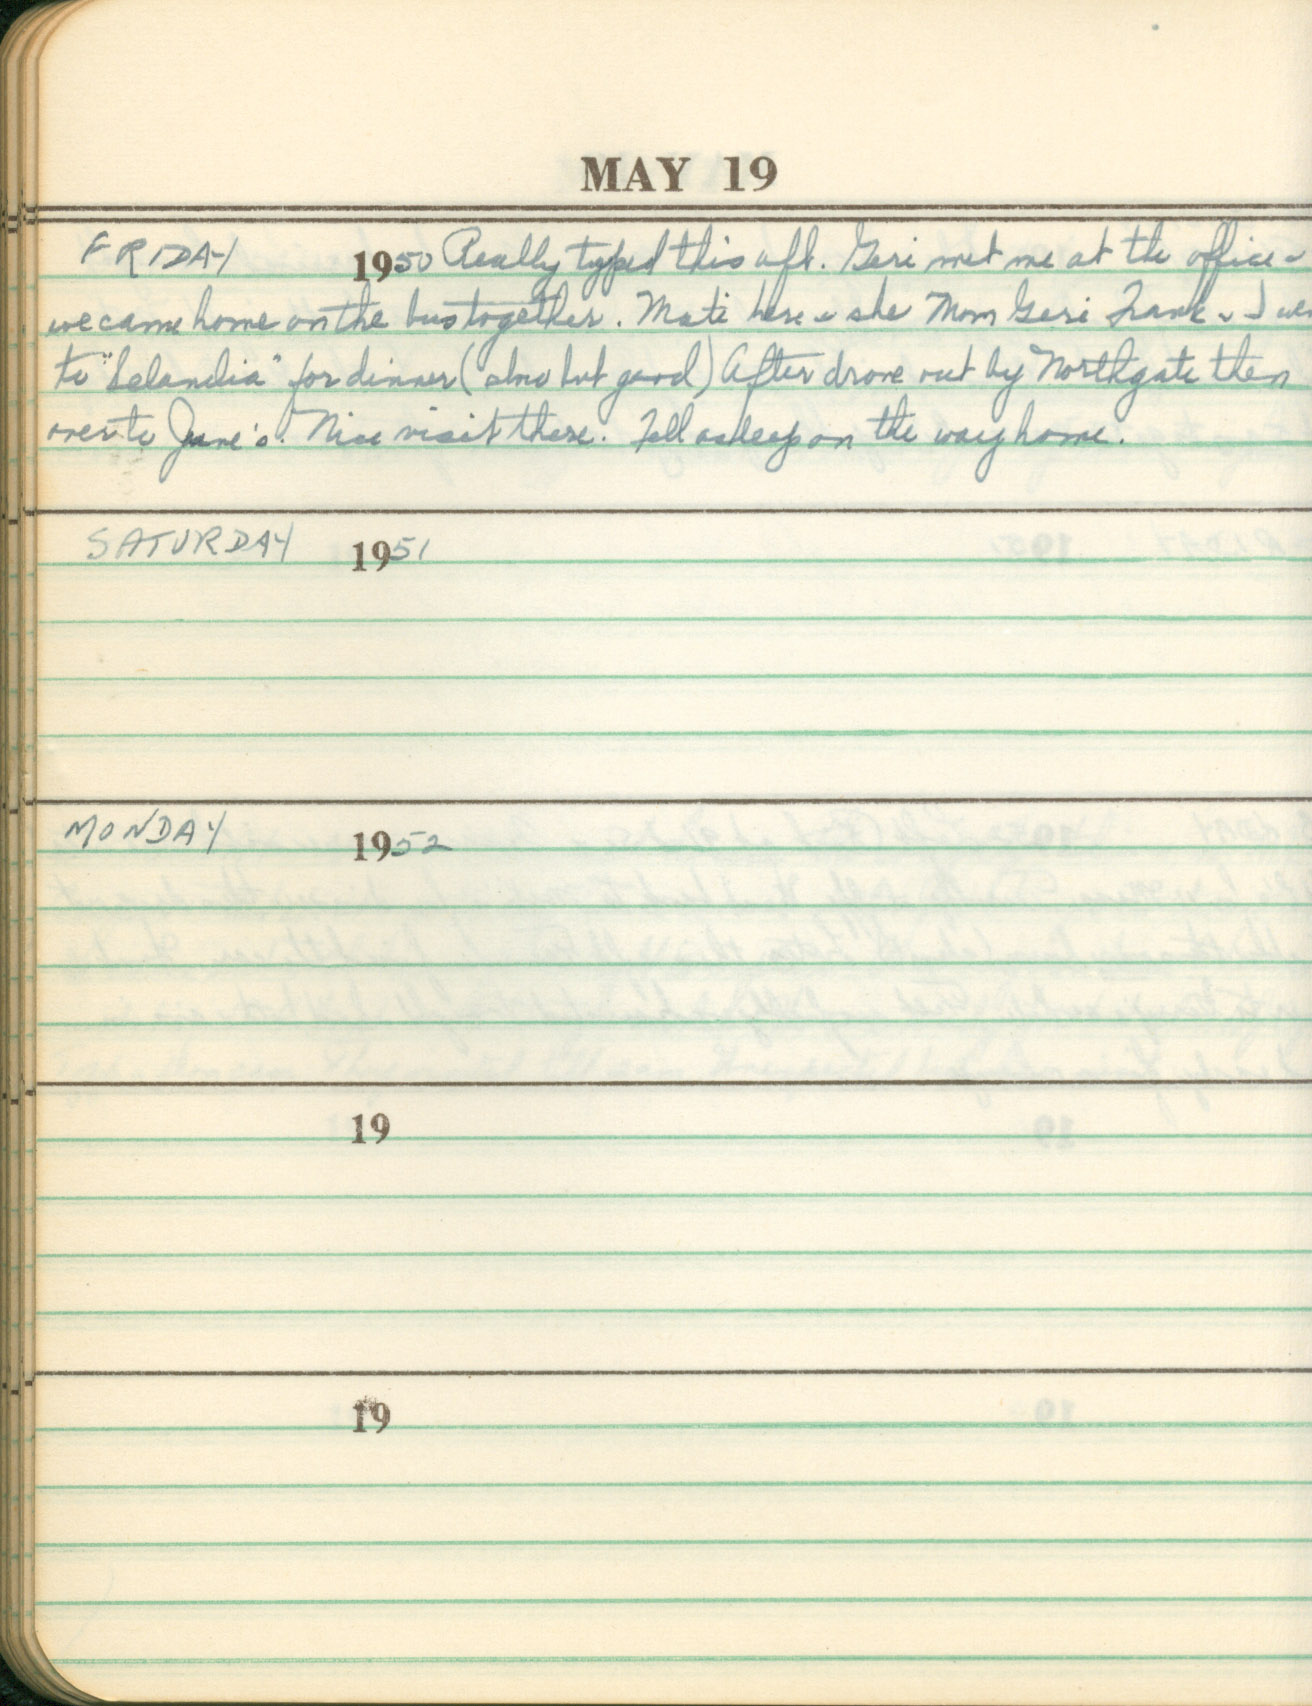 MAY 19
FRIDAY 1950 Really typed this aft. Geri met me at the office &
we came home on the bus together. Mati here & she Mom Geri Frank & I
to " " for dinner (slow but good) After drove out by Northgate then
over to Jane's. Nice visit there. Fell asleep on the way home.
SATURDAY 1951
MONDAY 1952
19
19